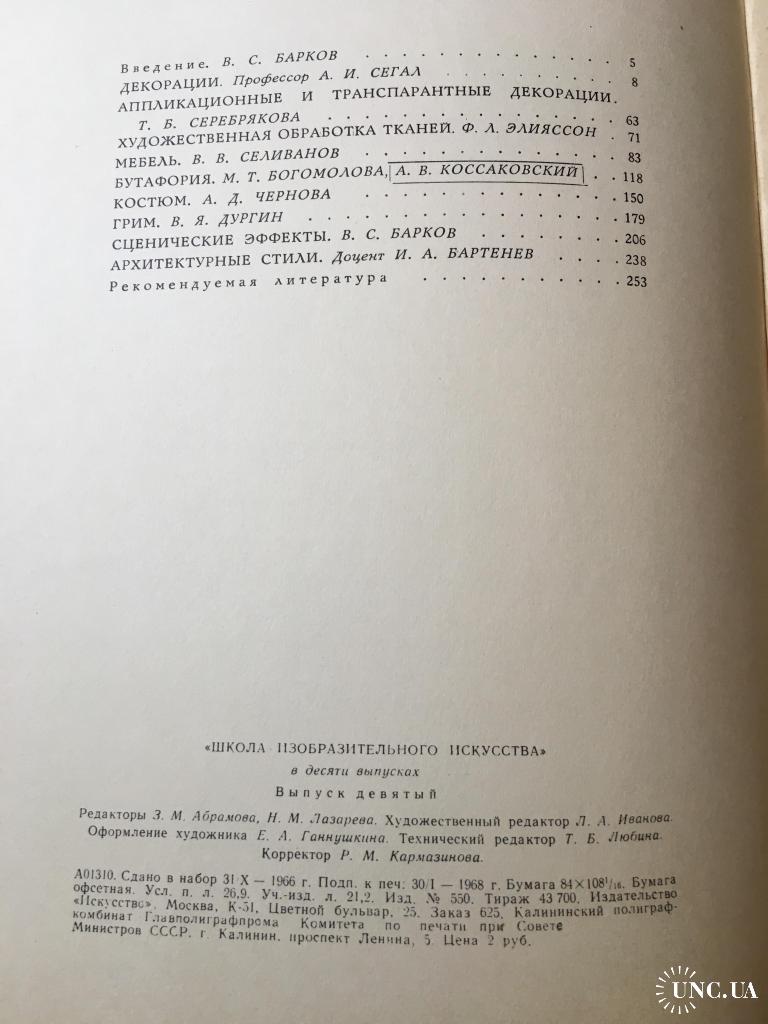 Введение. В. С. БАРКОВ . . . . . . . . . . . 5
ДЕКОРАЦИИ. Профессор А. И. СЕГАЛ . . . . . . . . . 8
АППЛИКАЦИОННЫЕ И ТРАНСПАРАНТНЫЕ ДЕКОРАЦИИ.
Т. Б. СЕРЕБРЯКОВА . . . . . . . . . . . 63
ХУДОЖЕСТВЕННАЯ ОБРАБОТКА ТКАНЕЙ. Ф. Л. ЭЛИЯССОН . 71
МЕБЕЛЬ. В. В. СЕЛИВАНОВ . . . . . . . . . . 83
БУТАФОРИЯ. М. Т. БОГОМОЛОВА, А. В. КОССАКОВСКИЙ . . 118
КОСТЮМ. А. Д. ЧЕРНОВА . . . . . . . . . . 150
ГРИМ. В. Я. ДУРГИН . . . . . . . . . . . . 179
СЦЕНИЧЕСКИЕ ЭФФЕКТЫ. В. С. БАРКОВ . . . . . . 206
АРХИТЕКТУРНЫЕ СТИЛИ. Доцент И. А. БАРТЕНЕВ . . . . 238
Рекомендуемая литература . . . . . . . . 253
«ШКОЛА ИЗОБРАЗИТЕЛЬНОГО ИСКУССТВА»
в десяти выпусках
Выпуск девятый
Редакторы З. М. Абрамова, Н. М. Лазарева. Художественный редактор Л. А. Иванова.
Оформление художника Е. А. Ганнушкина. Технический редактор Т. Б. Любина.
Корректор Р. М. Кармазинова.
А01310. Сдано в набор 31/X — 1966 г. Подп. к печ. 30/I — 1968 г. Бумага 84×108¹/₁₆. Бумага
офсетная. Усл. п. л. 26,9. Уч.-изд. л. 21,2. Изд. № 550. Тираж 43 700. Издательство
«Искусство». Москва, К-51, Цветной бульвар, 25. Заказ 625. Калининский полиграф-
комбинат Главполиграфпрома Комитета по печати при Совете
Министров СССР. г. Калинин, проспект Ленина, 5. Цена 2 руб.
UNC.UA